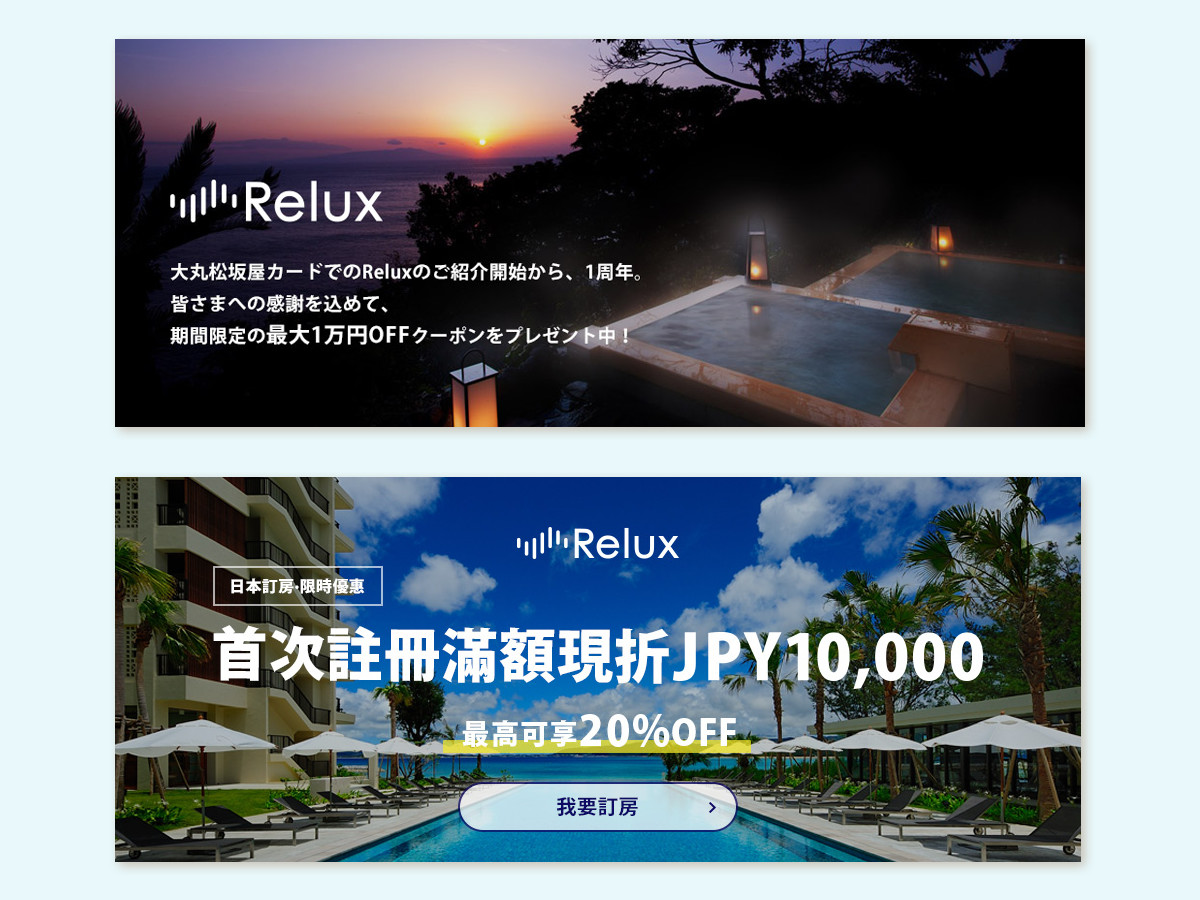 Relux
大丸松坂屋カードでのReluxのご紹介開始から、1周年。
皆さまへの感謝を込めて、
期間限定の最大1万円OFFクーポンをプレゼント中！
Relux
日本訂房·限時優惠
首次註冊滿額現折JPY10,000
最高可享20%OFF
我要訂房